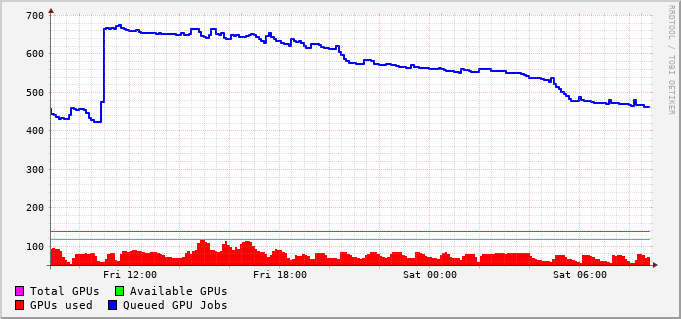 700
600
500
400
300
200
100
Fri 12:00 Fri 18:00 Sat 00:00 Sat 06:00
Total GPUs Available GPUs
GPUs used Queued GPU Jobs
RRDTOOL / TOBI OETIKER